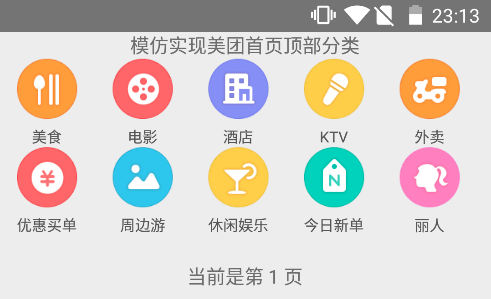 23:13
模仿实现美团首页顶部分类
美食 电影 酒店 KTV 外卖
¥ N
优惠买单 周边游 休闲娱乐 今日新单 丽人
当前是第 1 页